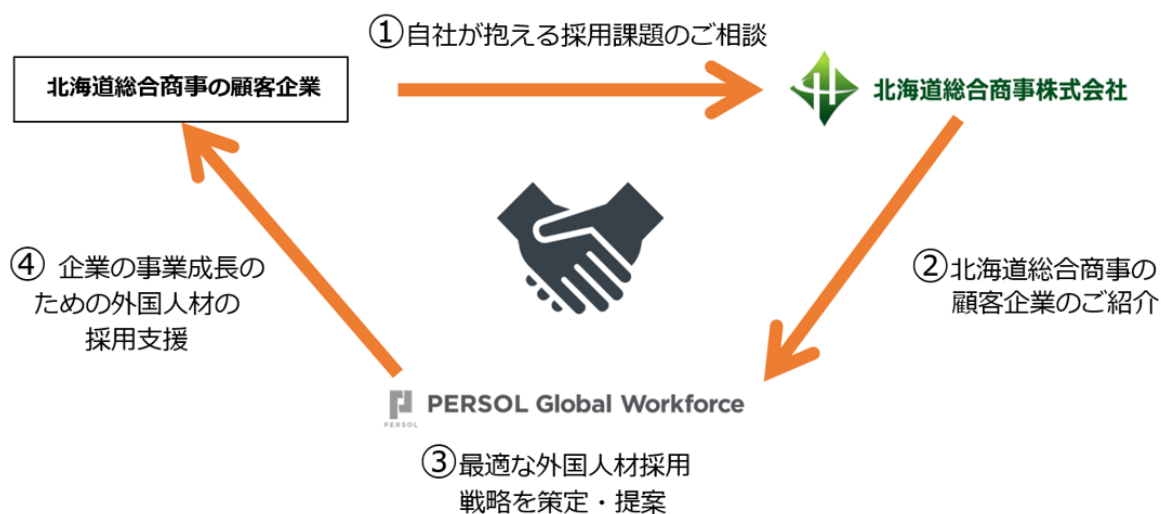 ①自社が抱える採用課題のご相談
北海道総合商事の顧客企業
北海道総合商事株式会社
②北海道総合商事の
顧客企業のご紹介
④ 企業の事業成長の
ための外国人材の
採用支援
PERSOL Global Workforce
PERSOL
③最適な外国人材採用
戦略を策定・提案